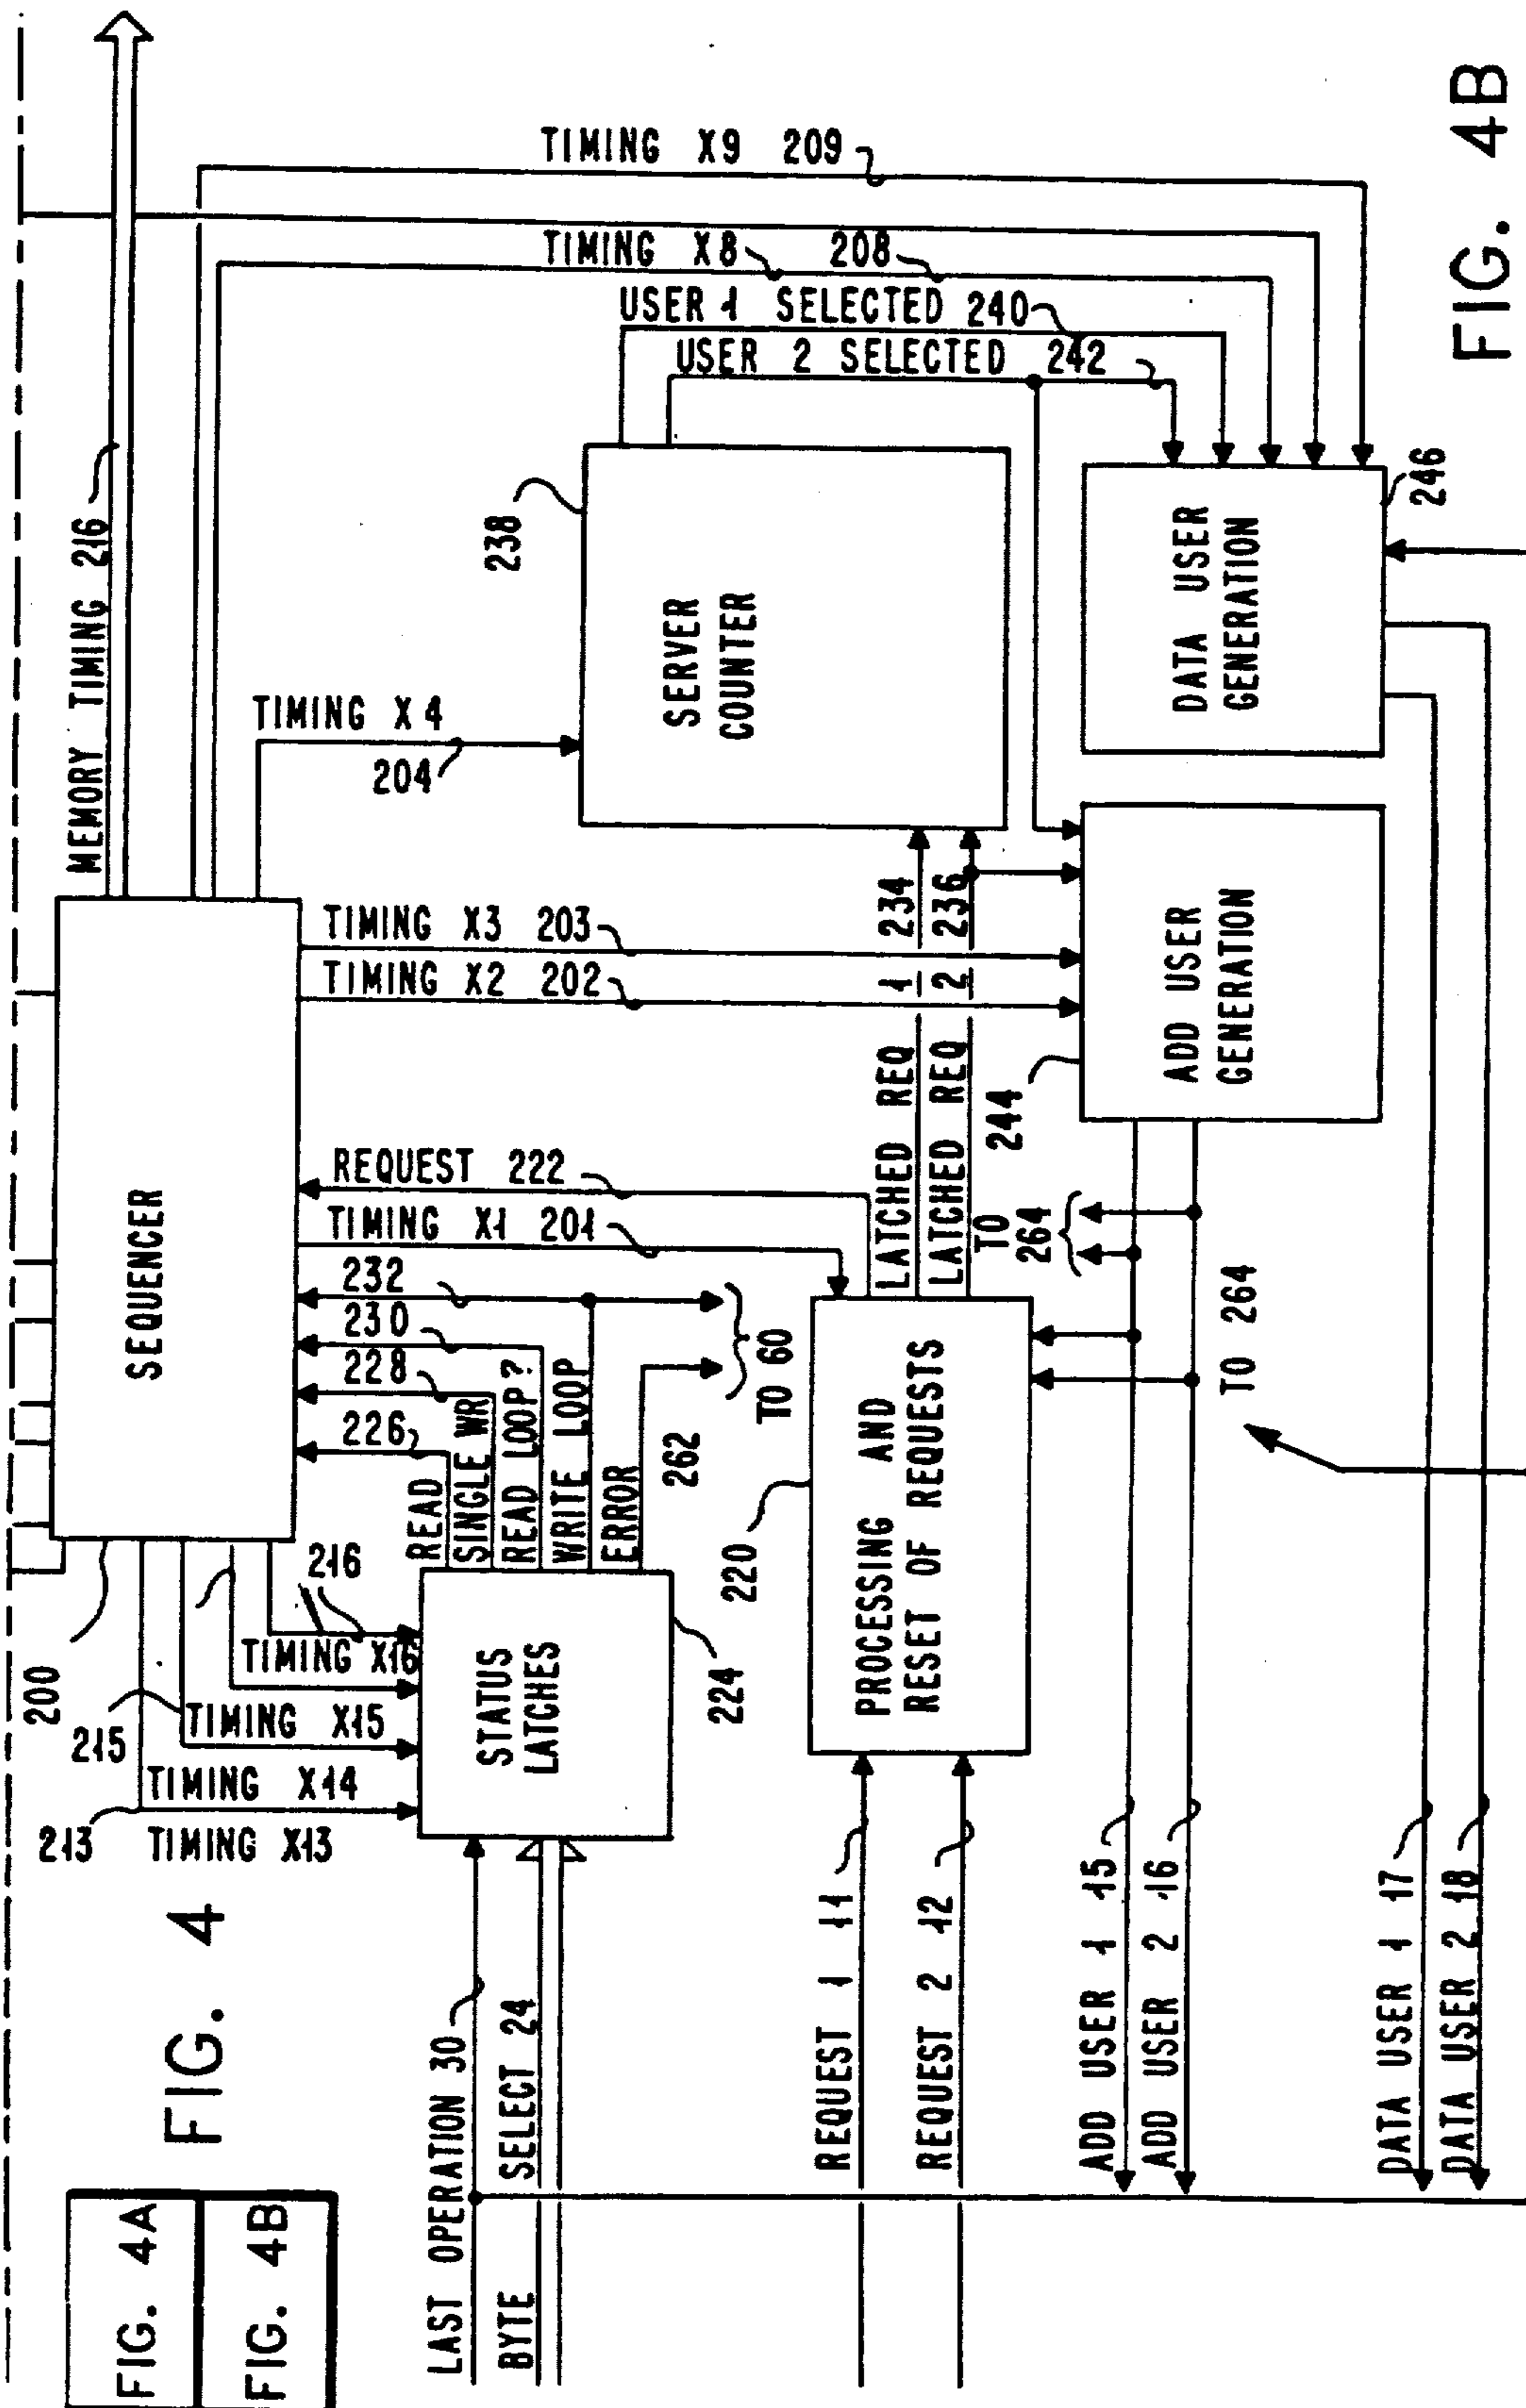 FIG. 4A
FIG. 4B
FIG. 4
MEMORY TIMING 216
TIMING X9 209
TIMING X8 208
USER 1 SELECTED 240
USER 2 SELECTED 242
TIMING X4
204
238
SERVER
COUNTER
SEQUENCER
200
TIMING X3 203
TIMING X2 202
REQUEST 222
TIMING X1 201
232
230
228
226
READ
SINGLE WR
READ LOOP?
WRITE LOOP
ERROR
262
TO 60
216
TIMING X16
215
TIMING X15
TIMING X14
213
TIMING X13
STATUS
LATCHES
224
LAST OPERATION 30
BYTE SELECT 24
220
PROCESSING AND
RESET OF REQUESTS
LATCHED REQ 1 234
LATCHED REQ 2 236
REQUEST 1 11
REQUEST 2 12
244
TO
264
ADD USER
GENERATION
DATA USER
GENERATION
246
TO 264
ADD USER 1 15
ADD USER 2 16
DATA USER 1 17
DATA USER 2 18
FIG. 4B